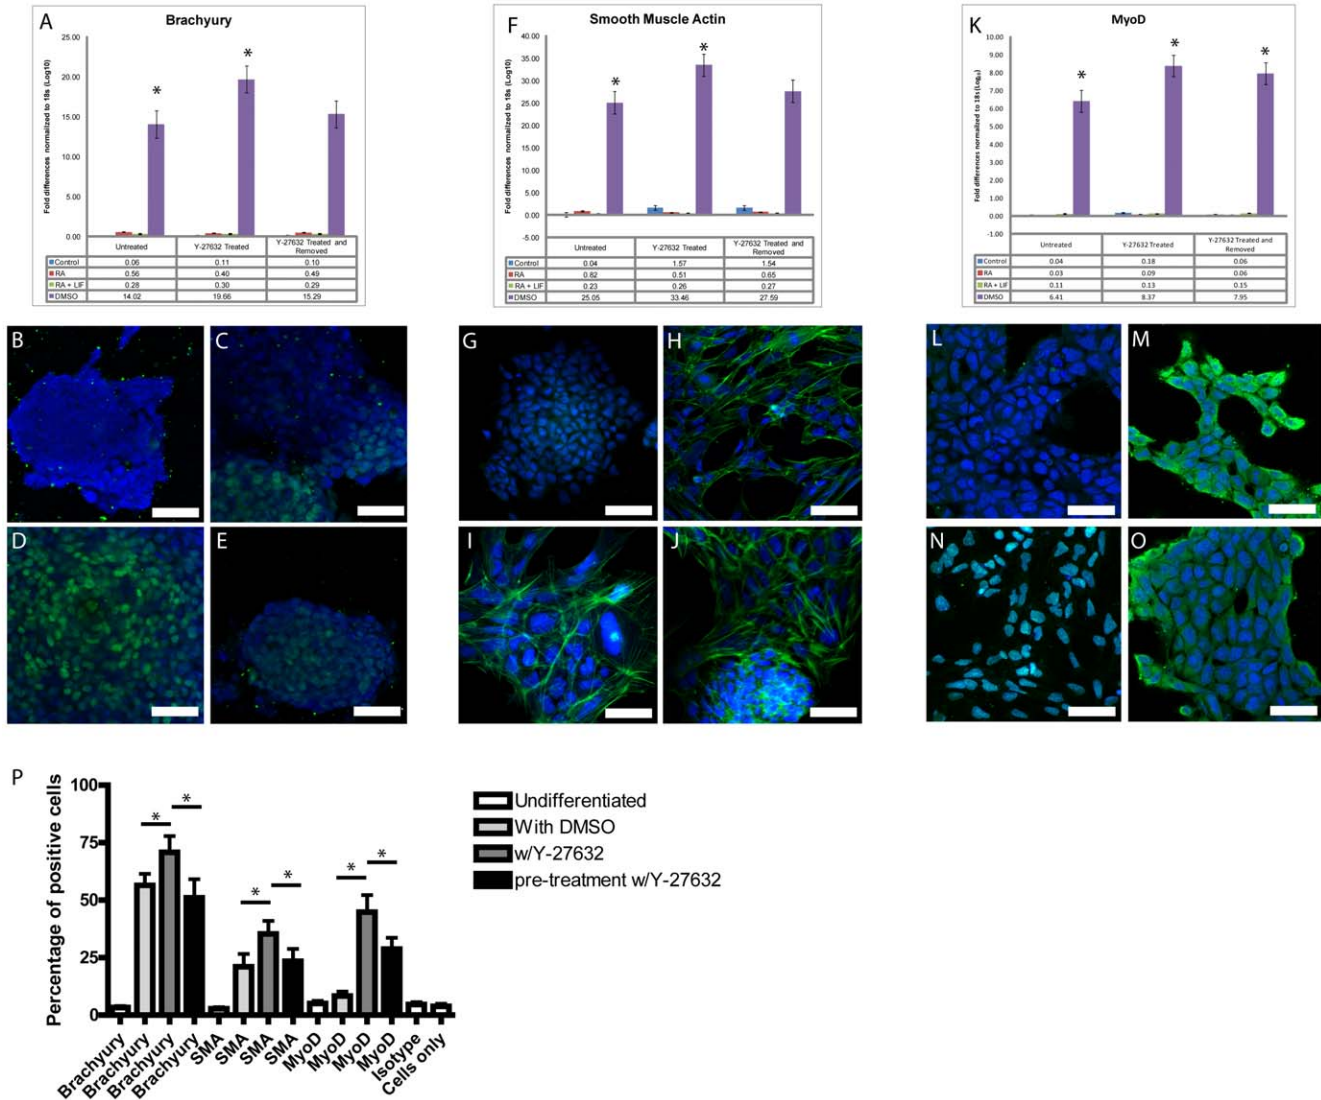 A
Brachyury
Fold differences normalized to 18s (Log10)
25.00
20.00
15.00
10.00
5.00
0.00
* *
Untreated Y-27632 Treated Y-27632 Treated and Removed
Control 0.06 0.11 0.10
RA 0.56 0.40 0.49
RA + LIF 0.28 0.30 0.29
DMSO 14.02 19.66 15.29
F
Smooth Muscle Actin
Fold differences normalized to 18s (Log10)
40.00
35.00
30.00
25.00
20.00
15.00
10.00
5.00
0.00
-5.00
* *
Untreated Y-27632 Treated Y-27632 Treated and Removed
Control 0.04 1.57 1.54
RA 0.82 0.51 0.65
RA + LIF 0.23 0.26 0.27
DMSO 25.05 33.46 27.59
K
MyoD
Fold differences normalized to 18s (Log10)
10.00
9.00
8.00
7.00
6.00
5.00
4.00
3.00
2.00
1.00
0.00
-1.00
* * *
Untreated Y-27632 Treated Y-27632 Treated and Removed
Control 0.04 0.18 0.06
RA 0.03 0.09 0.06
RA + LIF 0.11 0.13 0.15
DMSO 6.41 8.37 7.95
B C G H L M
D E I J N O
P
Percentage of positive cells
100
75
50
25
0
* * * * * *
Brachyury Brachyury Brachyury Brachyury SMA SMA SMA SMA MyoD MyoD MyoD MyoD Isotype Cells only
Undifferentiated
With DMSO
w/Y-27632
pre-treatment w/Y-27632